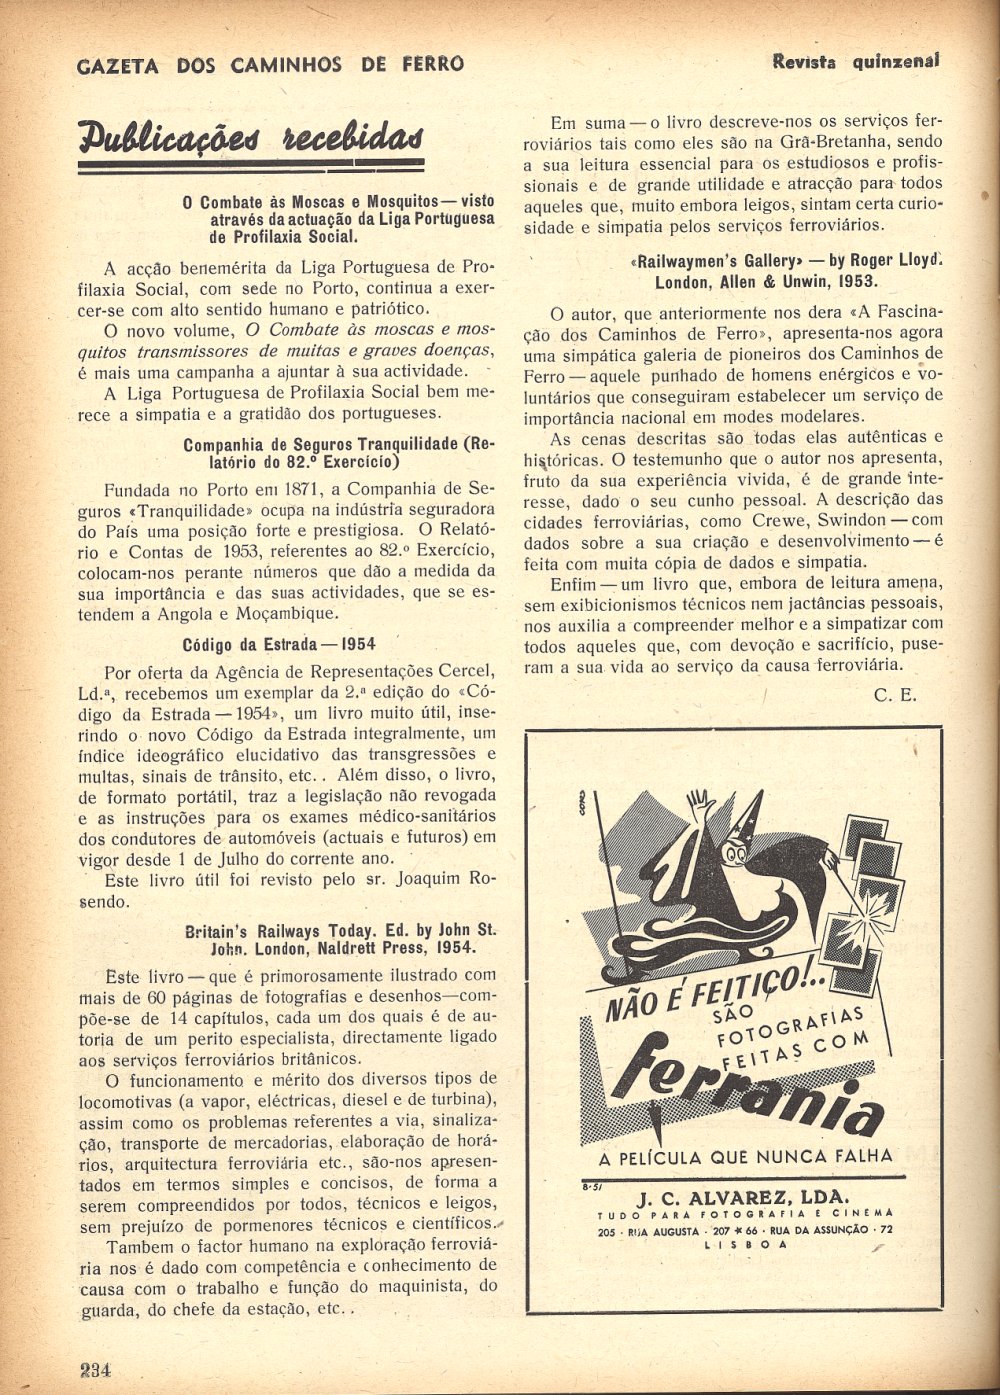 GAZETA DOS CAMINHOS DE FERRO
Revista quinzenal
Publicações recebidas
O Combate às Moscas e Mosquitos — visto
através da actuação da Liga Portuguesa
de Profilaxia Social.
A acção benemérita da Liga Portuguesa de Pro-
filaxia Social, com sede no Porto, continua a exer-
cer-se com alto sentido humano e patriótico.
O novo volume, O Combate às moscas e mos-
quitos transmissores de muitas e graves doenças,
é mais uma campanha a ajuntar à sua actividade.
A Liga Portuguesa de Profilaxia Social bem me-
rece a simpatia e a gratidão dos portugueses.
Companhia de Seguros Tranquilidade (Re-
latório do 82.º Exercício)
Fundada no Porto em 1871, a Companhia de Se-
guros «Tranquilidade» ocupa na indústria seguradora
do País uma posição forte e prestigiosa. O Relató-
rio e Contas de 1953, referentes ao 82.º Exercício,
colocam-nos perante números que dão a medida da
sua importância e das suas actividades, que se es-
tendem a Angola e Moçambique.
Código da Estrada — 1954
Por oferta da Agência de Representações Cercel,
Ld.ª, recebemos um exemplar da 2.ª edição do «Có-
digo da Estrada — 1954», um livro muito útil, inse-
rindo o novo Código da Estrada integralmente, um
índice ideográfico elucidativo das transgressões e
multas, sinais de trânsito, etc.. Além disso, o livro,
de formato portátil, traz a legislação não revogada
e as instruções para os exames médico-sanitários
dos condutores de automóveis (actuais e futuros) em
vigor desde 1 de Julho do corrente ano.
Este livro útil foi revisto pelo sr. Joaquim Ro-
sendo.
Britain's Railways Today. Ed. by John St.
John. London, Naldrett Press, 1954.
Este livro — que é primorosamente ilustrado com
mais de 60 páginas de fotografias e desenhos—com-
põe-se de 14 capítulos, cada um dos quais é de au-
toria de um perito especialista, directamente ligado
aos serviços ferroviários britânicos.
O funcionamento e mérito dos diversos tipos de
locomotivas (a vapor, eléctricas, diesel e de turbina),
assim como os problemas referentes a via, sinaliza-
ção, transporte de mercadorias, elaboração de horá-
rios, arquitectura ferroviária etc., são-nos apresen-
tados em termos simples e concisos, de forma a
serem compreendidos por todos, técnicos e leigos,
sem prejuízo de pormenores técnicos e científicos.
Tambem o factor humano na exploração ferroviá-
ria nos é dado com competência e conhecimento de
causa com o trabalho e função do maquinista, do
guarda, do chefe da estação, etc..
Em suma — o livro descreve-nos os serviços fer-
roviários tais como eles são na Grã-Bretanha, sendo
a sua leitura essencial para os estudiosos e profis-
sionais e de grande utilidade e atracção para todos
aqueles que, muito embora leigos, sintam certa curio-
sidade e simpatia pelos serviços ferroviários.
«Railwaymen's Gallery» — by Roger Lloyd.
London, Allen & Unwin, 1953.
O autor, que anteriormente nos dera «A Fascina-
ção dos Caminhos de Ferro», apresenta-nos agora
uma simpática galeria de pioneiros dos Caminhos de
Ferro — aquele punhado de homens enérgicos e vo-
luntários que conseguiram estabelecer um serviço de
importância nacional em modes modelares.
As cenas descritas são todas elas autênticas e
históricas. O testemunho que o autor nos apresenta,
fruto da sua experiência vivida, é de grande inte-
resse, dado o seu cunho pessoal. A descrição das
cidades ferroviárias, como Crewe, Swindon — com
dados sobre a sua criação e desenvolvimento — é
feita com muita cópia de dados e simpatia.
Enfim — um livro que, embora de leitura amena,
sem exibicionismos técnicos nem jactâncias pessoais,
nos auxilia a compreender melhor e a simpatizar com
todos aqueles que, com devoção e sacrifício, puse-
ram a sua vida ao serviço da causa ferroviária.
C. E.
NÃO É FEITIÇO!..
SÃO
FOTOGRAFIAS
FEITAS COM
ferrania
A PELÍCULA QUE NUNCA FALHA
8-51
J. C. ALVAREZ, LDA.
TUDO PARA FOTOGRAFIA E CINEMA
205 · RUA AUGUSTA · 207 ★ 66 · RUA DA ASSUNÇÃO · 72
LISBOA
234